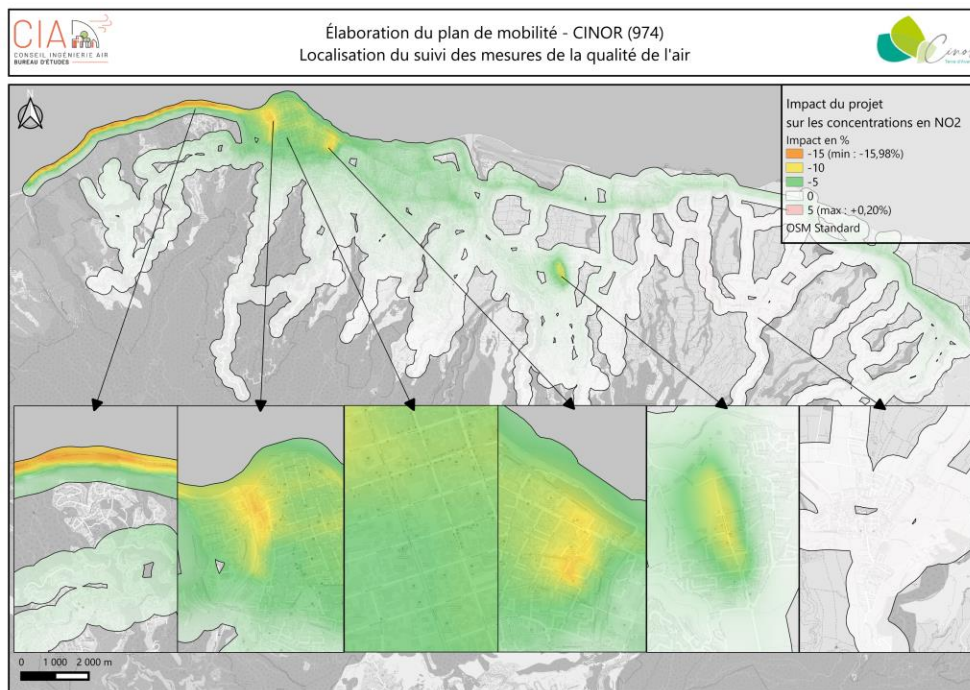 CIA
CONSEIL INGÉNIERIE AIR
BUREAU D'ÉTUDES
Élaboration du plan de mobilité - CINOR (974)
Localisation du suivi des mesures de la qualité de l'air
Cinor
N
Impact du projet
sur les concentrations en NO2
Impact en %
-15 (min : -15,98%)
-10
-5
0
5 (max : +0,20%)
OSM Standard
0 1 000 2 000 m